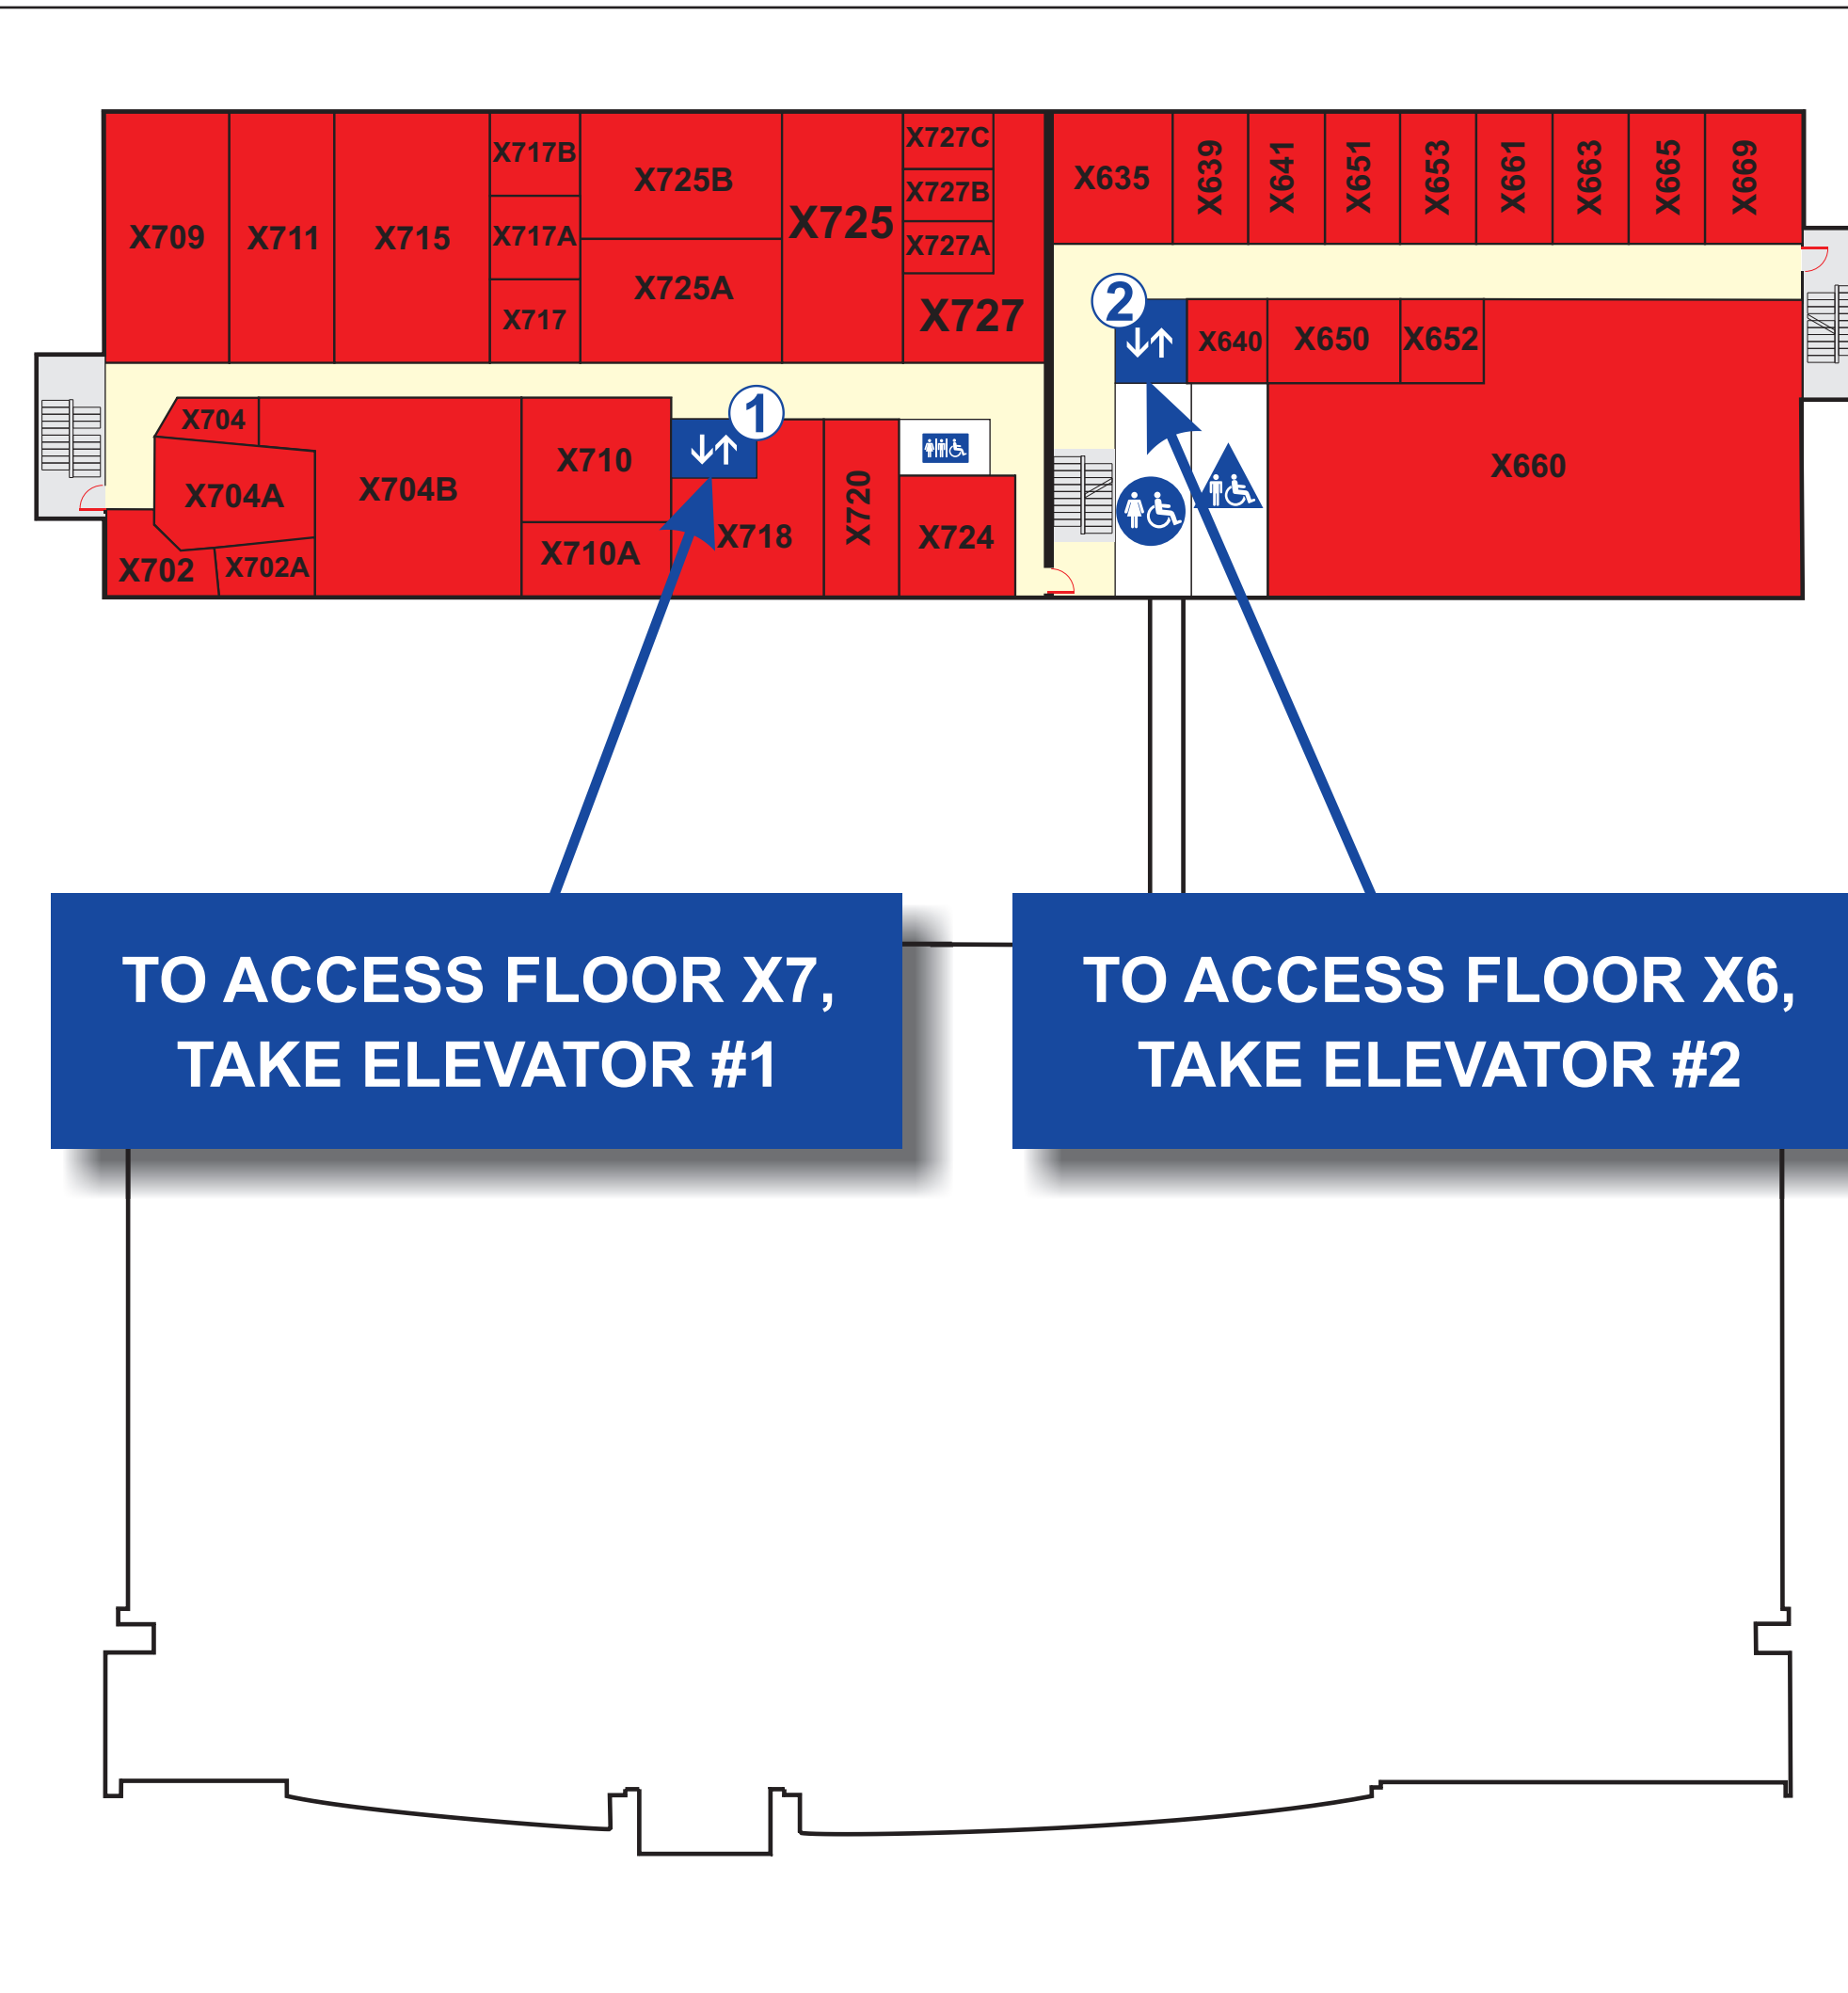 X709
X711
X715
X717B
X717A
X717
X725B
X725A
X725
X727C
X727B
X727A
X727
X635
X639
X641
X651
X653
X661
X663
X665
X669
2
X640
X650
X652
X660
1
X704
X704A
X704B
X702
X702A
X710
X710A
X718
X720
X724
TO ACCESS FLOOR X7,
TAKE ELEVATOR #1
TO ACCESS FLOOR X6,
TAKE ELEVATOR #2